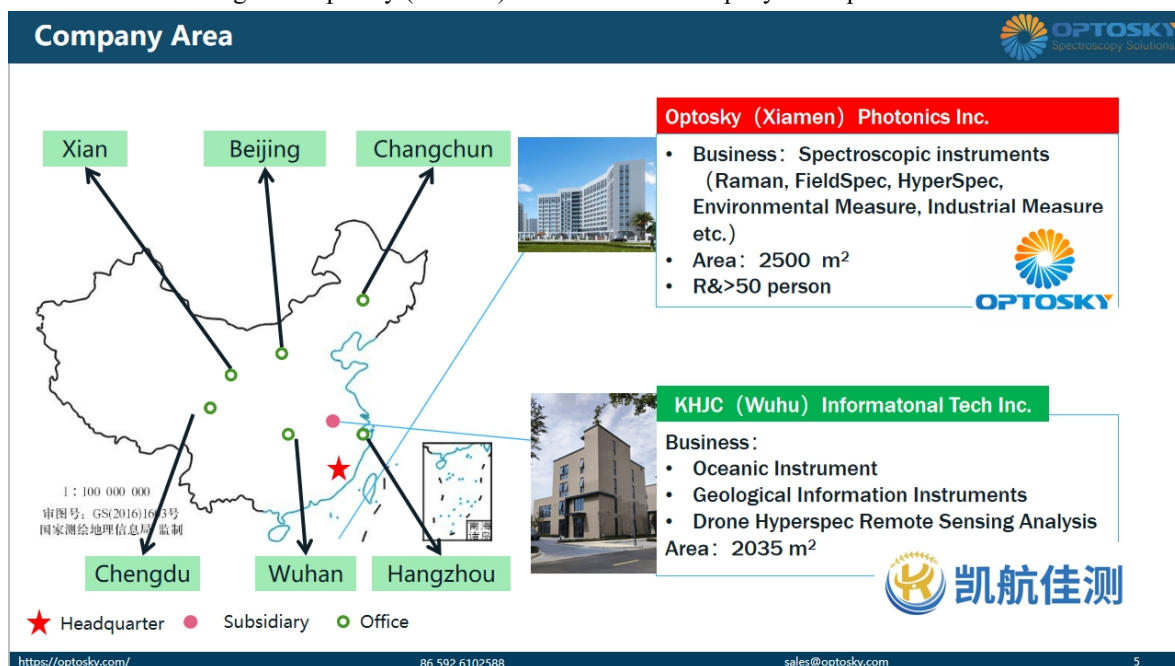 Company Area
OPTOSKY
Spectroscopy Solutions
Xian
Beijing
Changchun
Optosky（Xiamen）Photonics Inc.
• Business：Spectroscopic instruments
（Raman, FieldSpec, HyperSpec,
Environmental Measure, Industrial Measure
etc.）
• Area：2500 m²
• R&>50 person
OPTOSKY
KHJC（Wuhu）Informatonal Tech Inc.
Business：
• Oceanic Instrument
• Geological Information Instruments
• Drone Hyperspec Remote Sensing Analysis
Area：2035 m²
凯航佳测
1：100 000 000
审图号：
国家测绘地理信息局 监制
南海
诸岛
Chengdu
Wuhan
Hangzhou
Headquarter
Subsidiary
Office
https://optosky.com/
86 592 6102588
sales@optosky.com
5